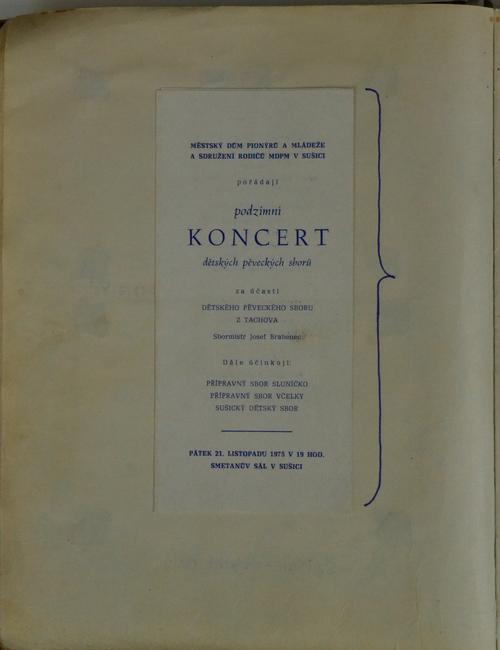 MĚSTSKÝ DŮM PIONÝRŮ A MLÁDEŽE
A SDRUŽENÍ RODIČŮ MDPM V SUŠICI
pořádají
podzimní
KONCERT
dětských pěveckých sborů
za účasti
DĚTSKÉHO PĚVECKÉHO SBORU
Z TACHOVA
Sbormistr Josef Brabenec
Dále účinkují:
PŘÍPRAVNÝ SBOR SLUNÍČKO
PŘÍPRAVNÝ SBOR VČELKY
SUŠICKÝ DĚTSKÝ SBOR
PÁTEK 21. LISTOPADU 1975 V 19 HOD.
SMETANŮV SÁL V SUŠICI